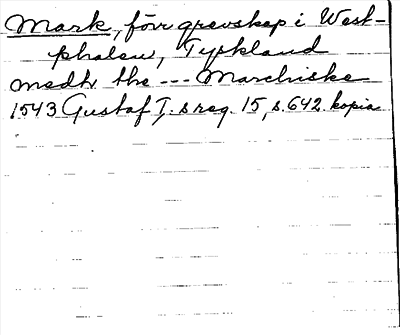 Mark, förr grevskap i West-
phalen, Tyskland
medh the --- Marchiske
1543 Gustaf I. s reg. 15, s. 642. kopia